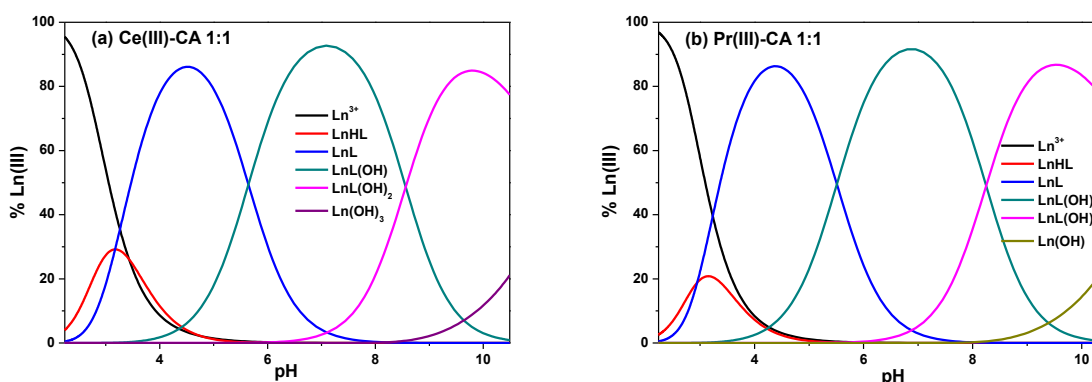 (a) Ce(III)-CA 1:1
% Ln(III)
100
80
60
40
20
0
Ln³⁺
LnHL
LnL
LnL(OH)
LnL(OH)₂
Ln(OH)₃
4
6
8
10
pH
(b) Pr(III)-CA 1:1
% Ln(III)
100
80
60
40
20
0
Ln³⁺
LnHL
LnL
LnL(OH)
LnL(OH)
Ln(OH)
4
6
8
10
pH